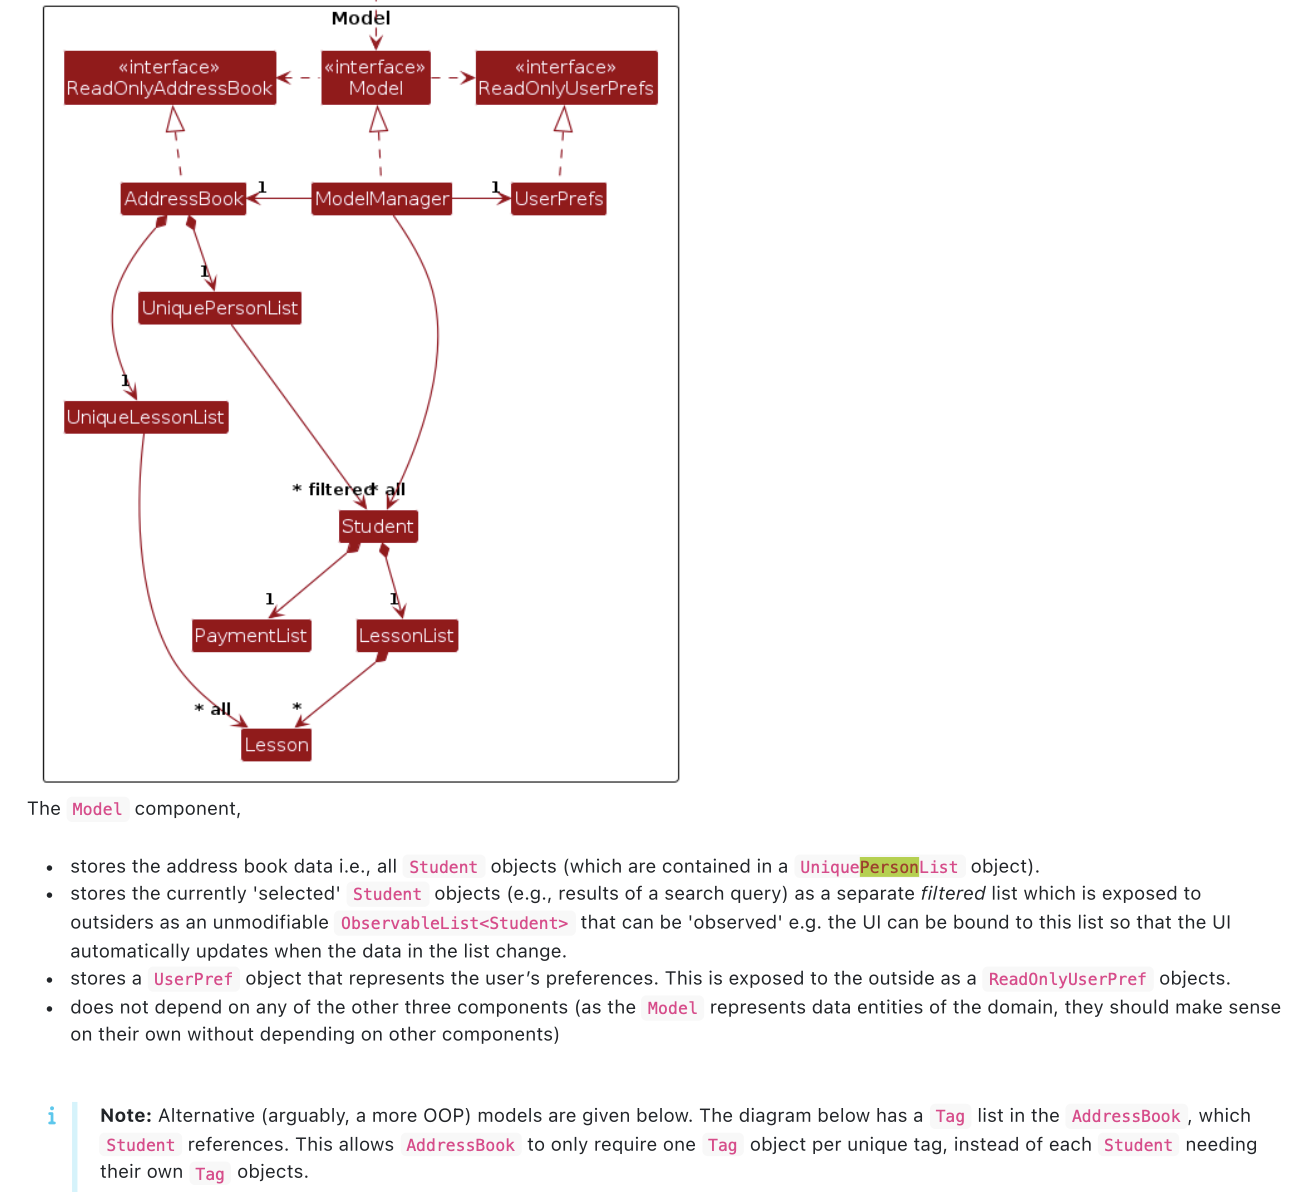 Model
«interface»
ReadOnlyAddressBook
«interface»
Model
«interface»
ReadOnlyUserPrefs
AddressBook
1
ModelManager
1
UserPrefs
1
UniquePersonList
1
UniqueLessonList
* filtered
* all
Student
1
1
PaymentList
LessonList
* all
*
Lesson
The Model component,
• stores the address book data i.e., all Student objects (which are contained in a UniquePersonList object).
• stores the currently 'selected' Student objects (e.g., results of a search query) as a separate filtered list which is exposed to
outsiders as an unmodifiable ObservableList<Student> that can be 'observed' e.g. the UI can be bound to this list so that the UI
automatically updates when the data in the list change.
• stores a UserPref object that represents the user’s preferences. This is exposed to the outside as a ReadOnlyUserPref objects.
• does not depend on any of the other three components (as the Model represents data entities of the domain, they should make sense
on their own without depending on other components)
i
Note: Alternative (arguably, a more OOP) models are given below. The diagram below has a Tag list in the AddressBook, which
Student references. This allows AddressBook to only require one Tag object per unique tag, instead of each Student needing
their own Tag objects.